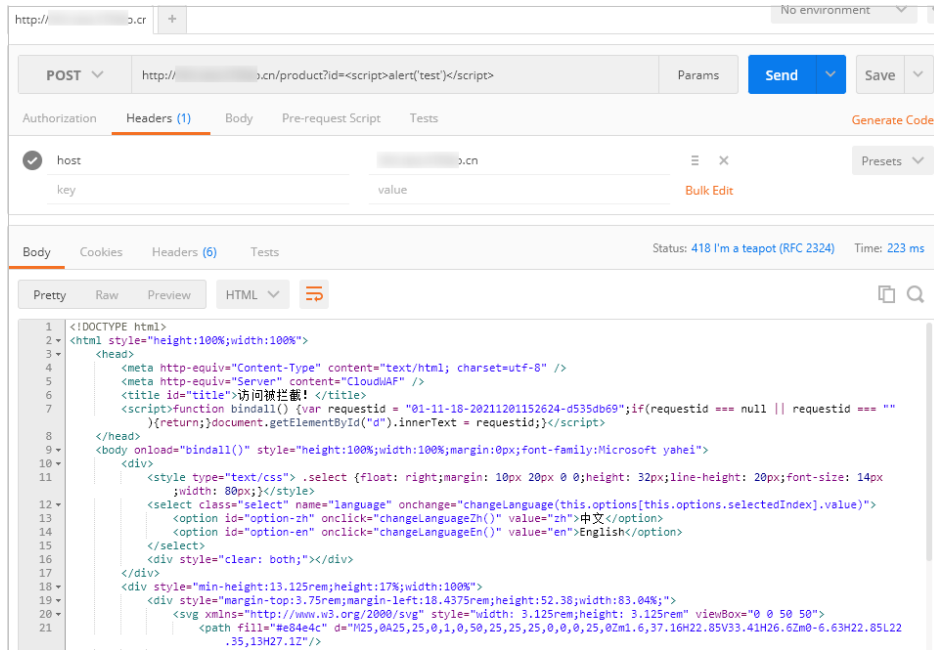 http:// .cr +
No environment
POST http:// .cn/product?id=<script>alert('test')</script> Params Send Save
Authorization Headers (1) Body Pre-request Script Tests Generate Code
host .cn Presets
key value Bulk Edit
Body Cookies Headers (6) Tests Status: 418 I'm a teapot (RFC 2324) Time: 223 ms
Pretty Raw Preview HTML
1 <!DOCTYPE html>
2 <html style="height:100%;width:100%">
3 <head>
4 <meta http-equiv="Content-Type" content="text/html; charset=utf-8" />
5 <meta http-equiv="Server" content="CloudWAF" />
6 <title id="title">访问被拦截！</title>
7 <script>function bindall() {var requestid = "01-11-18-20211201152624-d535db69";if(requestid === null || requestid === ""
){return;}document.getElementById("d").innerText = requestid;}</script>
8 </head>
9 <body onload="bindall()" style="height:100%;width:100%;margin:0px;font-family:Microsoft yahei">
10 <div>
11 <style type="text/css"> .select {float: right;margin: 10px 20px 0 0;height: 32px;line-height: 20px;font-size: 14px
;width: 80px;}</style>
12 <select class="select" name="language" onchange="changeLanguage(this.options[this.options.selectedIndex].value)">
13 <option id="option-zh" onclick="changeLanguageZh()" value="zh">中文</option>
14 <option id="option-en" onclick="changeLanguageEn()" value="en">English</option>
15 </select>
16 <div style="clear: both;"></div>
17 </div>
18 <div style="min-height:13.125rem;height:17%;width:100%">
19 <div style="margin-top:3.75rem;margin-left:18.4375rem;height:52.38;width:83.04%;">
20 <svg xmlns="http://www.w3.org/2000/svg" style="width: 3.125rem;height: 3.125rem" viewBox="0 0 50 50">
21 <path fill="#e84e4c" d="M25,0A25,25,0,1,0,50,25,25,25,0,0,0,25,0Zm1.6,37.16H22.85V33.41H26.6Zm0-6.63H22.85L22
.35,13H27.1Z"/>